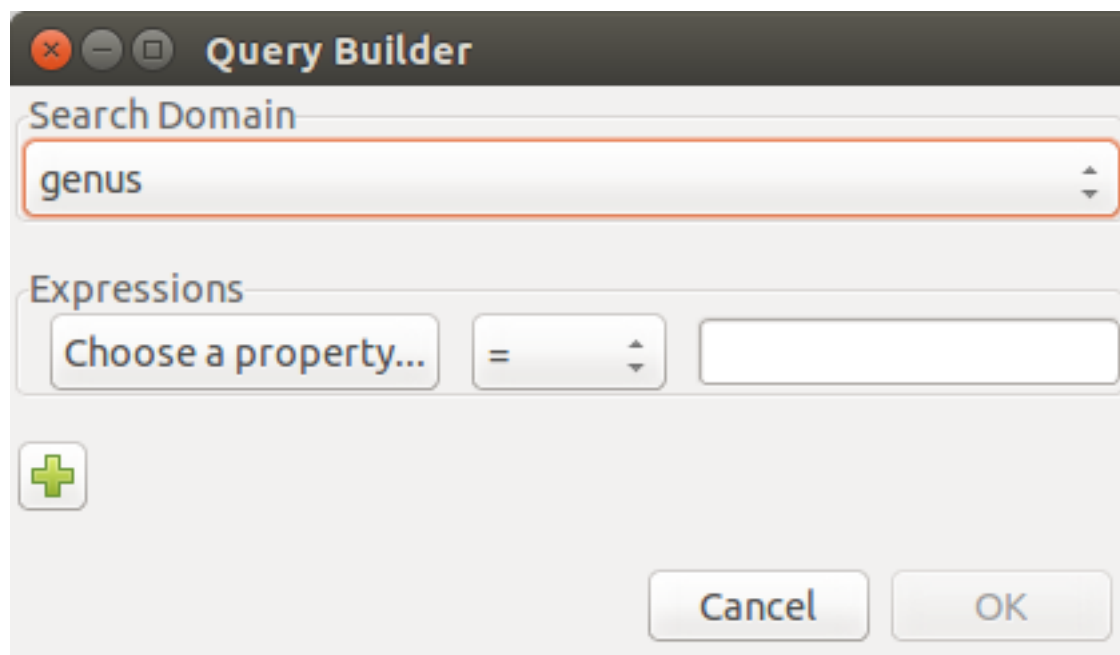 Query Builder
Search Domain
genus
Expressions
Choose a property... =
Cancel OK